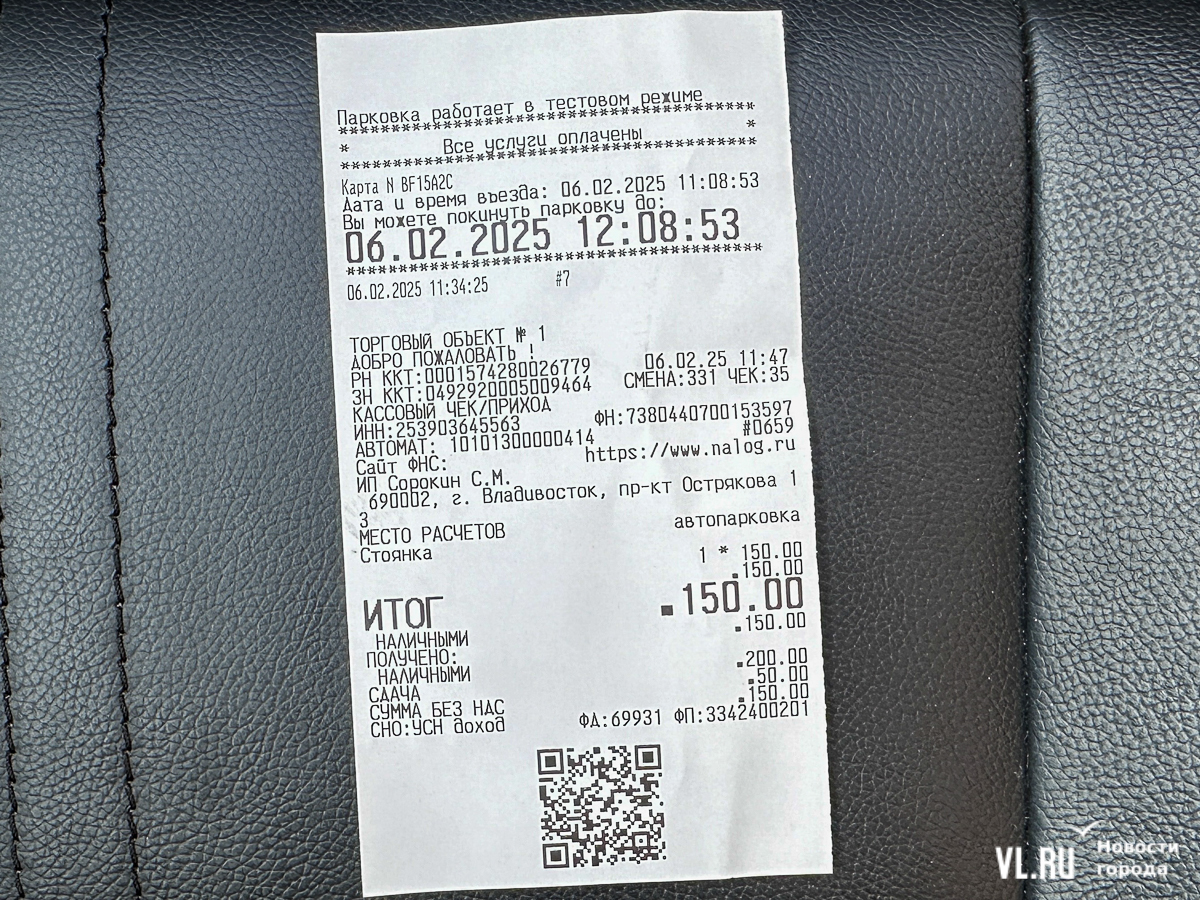 Парковка работает в тестовом режиме
****************************************
* Все услуги оплачены *
****************************************
Карта N BF15A2C
Дата и время въезда: 06.02.2025 11:08:53
Вы можете покинуть парковку до:
06.02.2025 12:08:53
****************************************
06.02.2025 11:34:25 #7
ТОРГОВЫЙ ОБЪЕКТ № 1
ДОБРО ПОЖАЛОВАТЬ !
РН ККТ:0001574280026779 06.02.25 11:47
ЗН ККТ:0492920005009464 СМЕНА:331 ЧЕК:35
КАССОВЫЙ ЧЕК/ПРИХОД
ИНН:253903645563 ФН:7380440700153597
АВТОМАТ: 10101300000414 #0659
Сайт ФНС: https://www.nalog.ru
ИП Сорокин С.М.
690002, г. Владивосток, пр-кт Острякова 1
3
МЕСТО РАСЧЕТОВ автопарковка
Стоянка 1 * 150.00
.150.00
ИТОГ .150.00
НАЛИЧНЫМИ .150.00
ПОЛУЧЕНО:
НАЛИЧНЫМИ .200.00
СДАЧА .50.00
СУММА БЕЗ НДС .150.00
СНО:УСН доход ФД:69931 ФП:3342400201
VL.RU Новости города